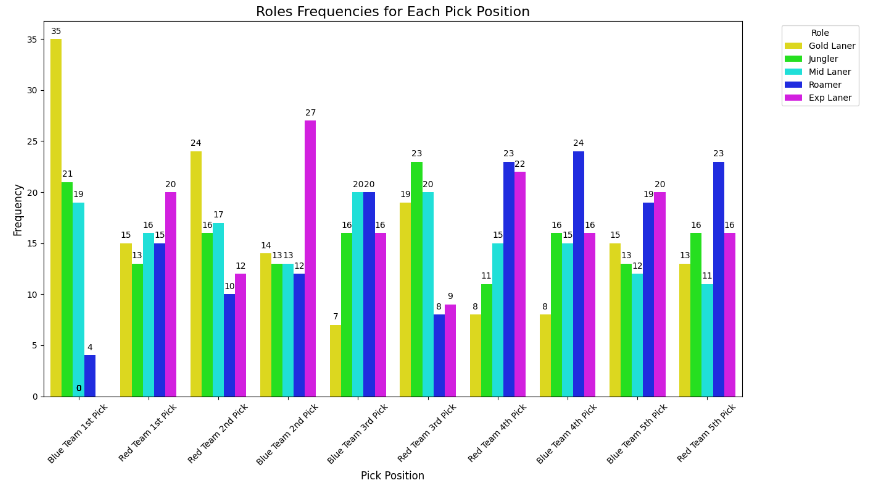 Roles Frequencies for Each Pick Position
Role
Gold Laner
Jungler
Mid Laner
Roamer
Exp Laner
Frequency
35
30
25
20
15
10
5
0
35 21 19 4 0
15 13 16 15 20
24 16 17 10 12
14 13 13 12 27
7 16 20 20 16
19 23 20 8 9
8 11 15 23 22
8 16 15 24 16
15 13 12 19 20
13 16 11 23 16
Blue Team 1st Pick
Red Team 1st Pick
Red Team 2nd Pick
Blue Team 2nd Pick
Blue Team 3rd Pick
Red Team 3rd Pick
Red Team 4th Pick
Blue Team 4th Pick
Blue Team 5th Pick
Red Team 5th Pick
Pick Position